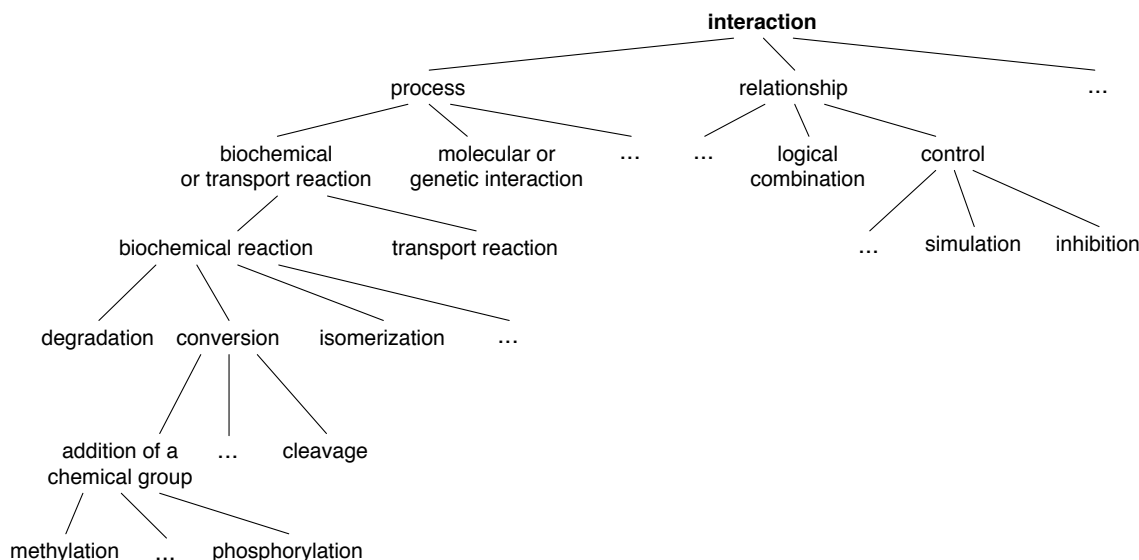 interaction
process relationship ...
biochemical
or transport reaction
molecular or
genetic interaction
...
...
logical
combination
control
biochemical reaction transport reaction ... simulation inhibition
degradation conversion isomerization ...
addition of a
chemical group
...
cleavage
methylation ... phosphorylation